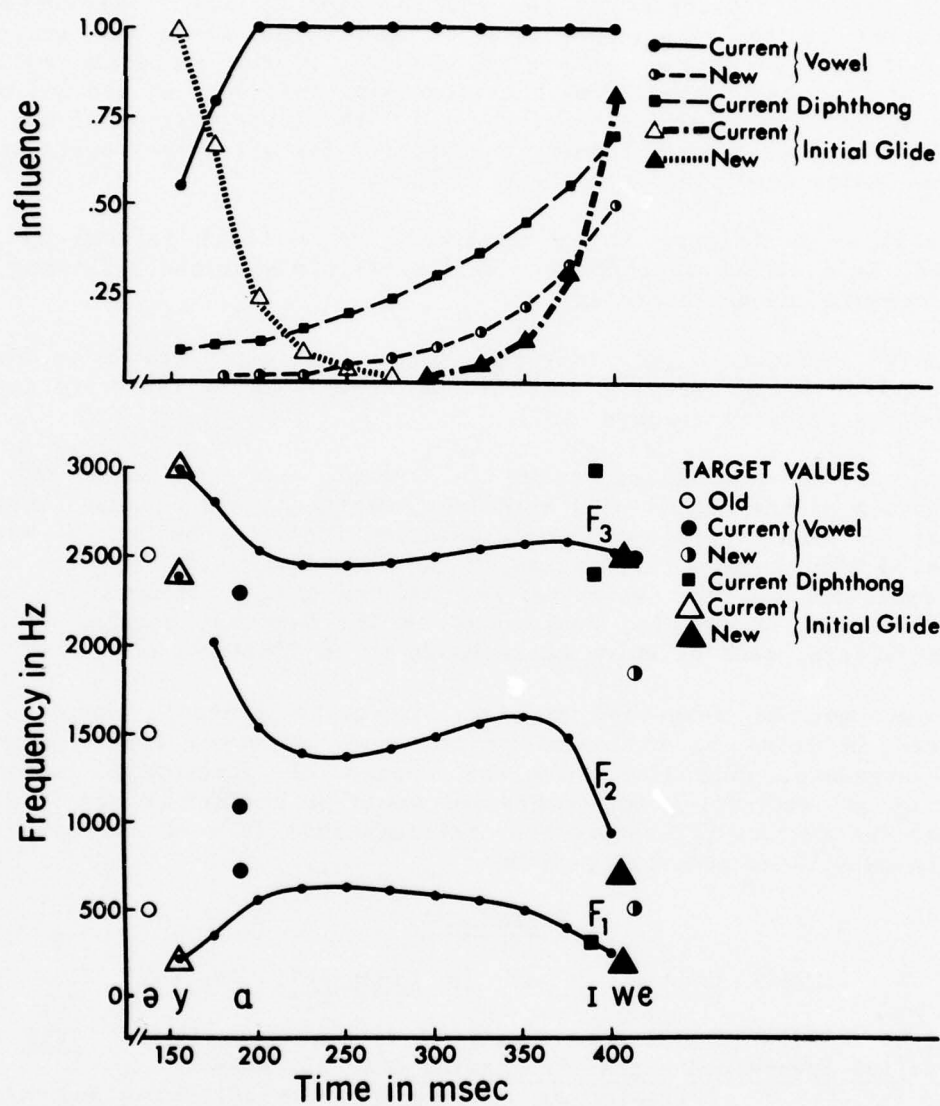 1.00
.75
.50
.25
0
Influence
Current
New
Vowel
Current Diphthong
Current
New
Initial Glide
3000
2500
2000
1500
1000
500
0
Frequency in Hz
F3
F2
F1
TARGET VALUES
Old
Current
New
Vowel
Current Diphthong
Current
New
Initial Glide
ə y a I we
150 200 250 300 350 400
Time in msec